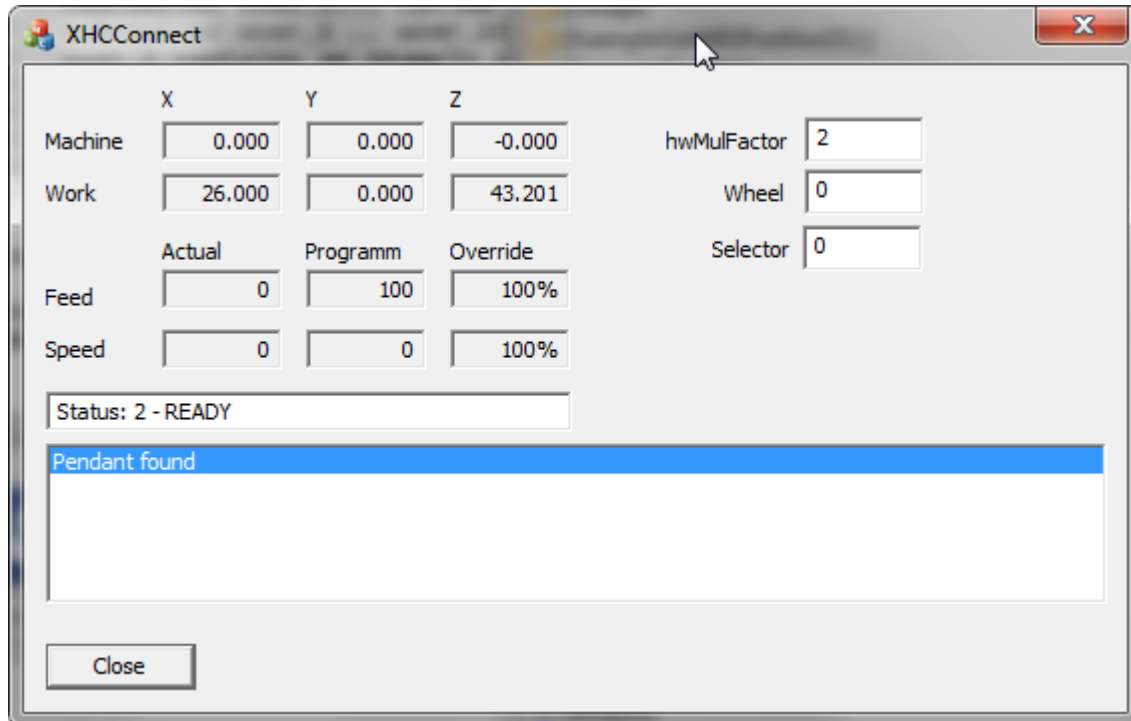 XHCConnect
X Y Z
Machine 0.000 0.000 -0.000 hwMulFactor 2
Work 26.000 0.000 43.201 Wheel 0
Actual Programm Override Selector 0
Feed 0 100 100%
Speed 0 0 100%
Status: 2 - READY
Pendant found
Close